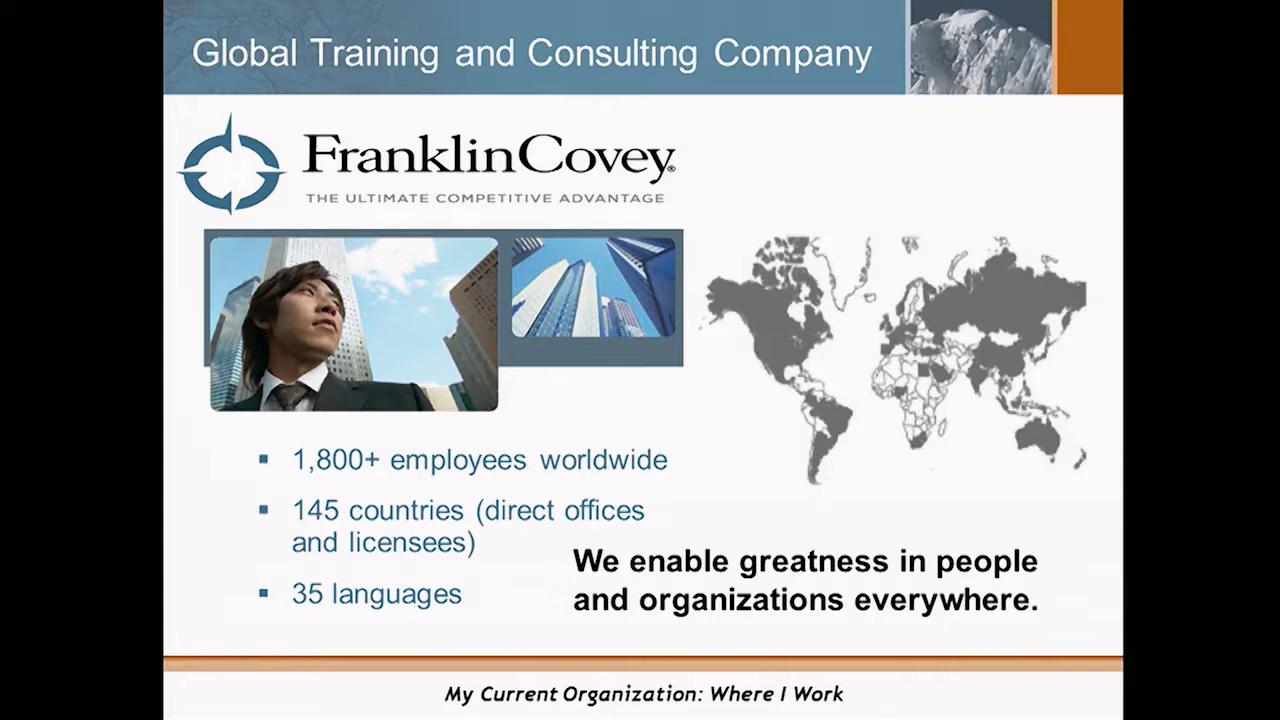 Global Training and Consulting Company
FranklinCovey®
THE ULTIMATE COMPETITIVE ADVANTAGE
▪ 1,800+ employees worldwide
▪ 145 countries (direct offices
and licensees)
▪ 35 languages
We enable greatness in people
and organizations everywhere.
My Current Organization: Where I Work